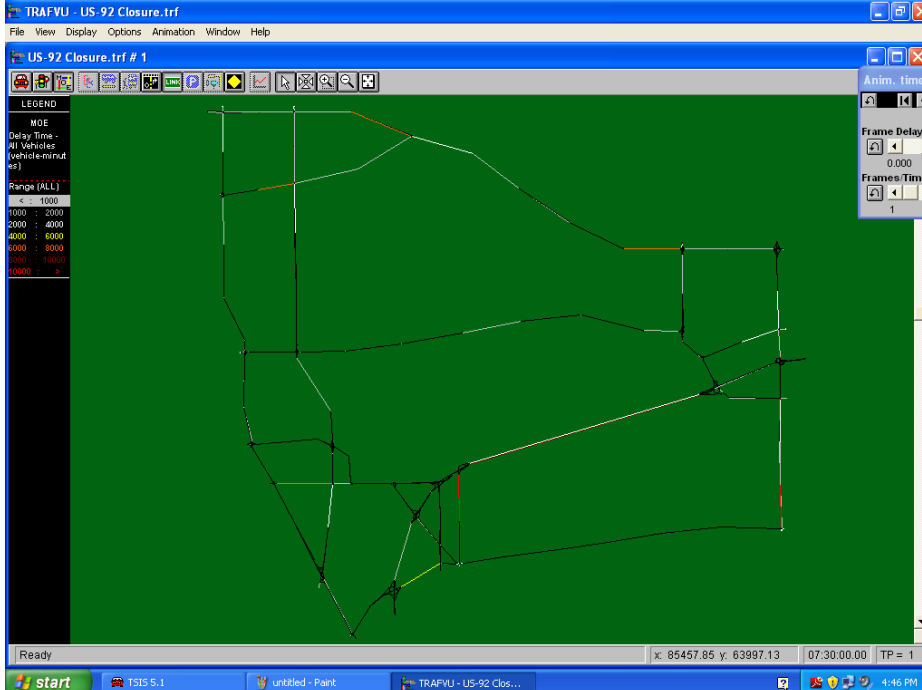 TRAFVU - US-92 Closure.trf
File View Display Options Animation Window Help
US-92 Closure.trf # 1
Anim. time
LEGEND
MOE
Delay Time -
All Vehicles
(vehicle-minut
es)
Range (ALL)
< : 1000
1000 : 2000
2000 : 4000
4000 : 6000
6000 : 8000
8000 : 10000
10000 : >
Frame Delay
0.000
Frames/Tim
1
Ready
x: 85457.85 y: 63997.13
07:30:00.00
TP = 1
start
TSIS 5.1
untitled - Paint
TRAFVU - US-92 Clos...
4:46 PM